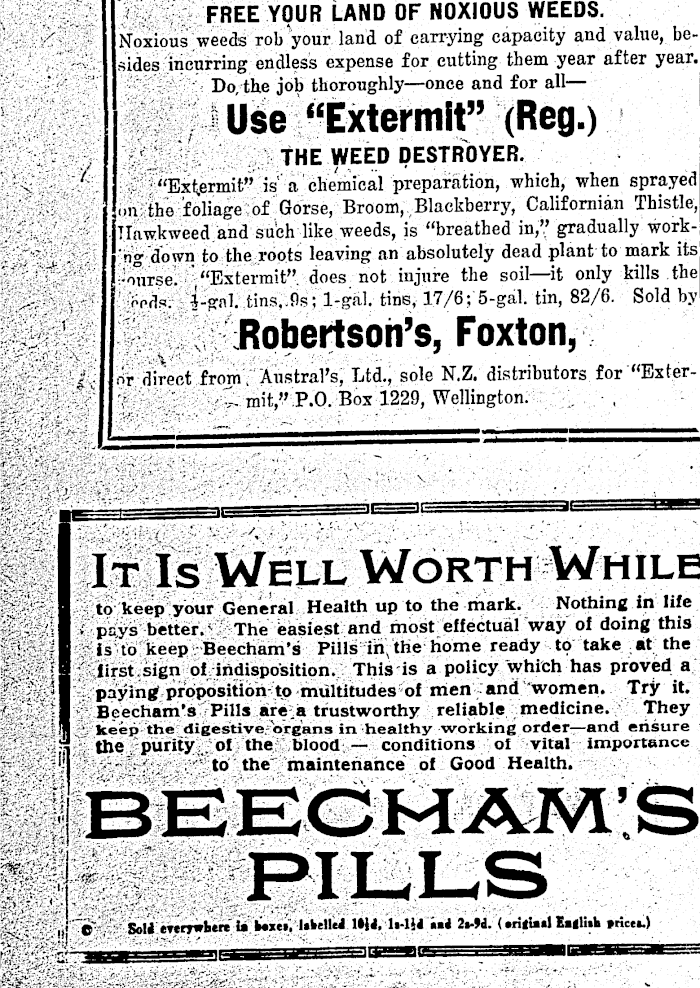 FREE YOUR LAND OF NOXIOUS WEEDS.
Noxious weeds rob your land of carrying capacity and value, be-
sides incurring endless expense for cutting them year after year.
Do the job thoroughly—once and for all—
Use "Extermit" (Reg.)
THE WEED DESTROYER.
"Extermit" is a chemical preparation, which, when sprayed
on the foliage of Gorse, Broom, Blackberry, Californian Thistle,
Hawkweed and such like weeds, is "breathed in," gradually work-
ng down to the roots leaving an absolutely dead plant to mark its
ourse. "Extermit" does not injure the soil—it only kills the
eeds. ½-gal. tins, 9s; 1-gal. tins, 17/6; 5-gal. tin, 82/6. Sold by
Robertson's, Foxton,
or direct from Austral's, Ltd., sole N.Z. distributors for "Exter-
mit," P.O. Box 1229, Wellington.
IT IS WELL WORTH WHILE
to keep your General Health up to the mark. Nothing in life
pays better. The easiest and most effectual way of doing this
is to keep Beecham's Pills in the home ready to take at the
first sign of indisposition. This is a policy which has proved a
paying proposition to multitudes of men and women. Try it.
Beecham's Pills are a trustworthy reliable medicine. They
keep the digestive organs in healthy working order—and ensure
the purity of the blood — conditions of vital importance
to the maintenance of Good Health.
BEECHAM'S
PILLS
Sold everywhere in boxes, labelled 10½d, 1s-1½d and 2s-9d. (original English prices.)